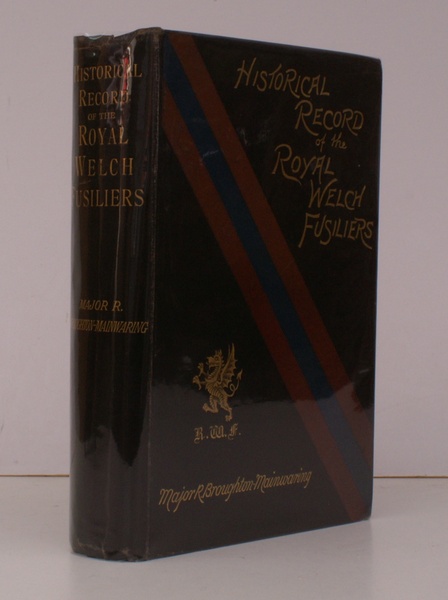 HISTORICAL
RECORD
OF THE
ROYAL
WELCH
FUSILIERS
MAJOR R.
BROUGHTON-MAINWARING
HISTORICAL
RECORD
of the
ROYAL
WELCH
FUSILIERS
R. W. F.
Major R Broughton-Mainwaring